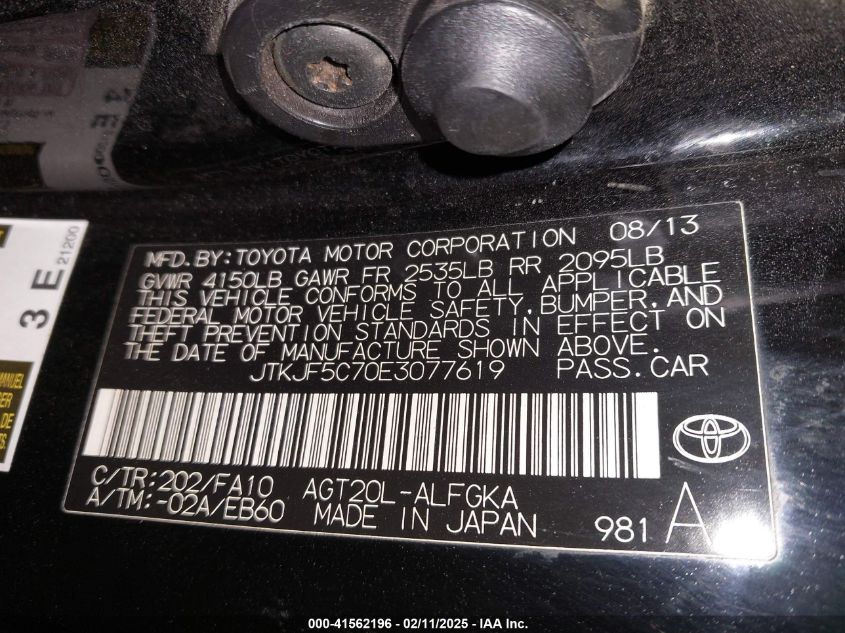 MFD. BY: TOYOTA MOTOR CORPORATION 08/13
GVWR 4150LB GAWR FR 2535LB RR 2095LB
THIS VEHICLE CONFORMS TO ALL APPLICABLE
FEDERAL MOTOR VEHICLE SAFETY, BUMPER, AND
THEFT PREVENTION STANDARDS IN EFFECT ON
THE DATE OF MANUFACTURE SHOWN ABOVE.
JTKJF5C70E3077619 PASS. CAR
C/TR: 202/FA10 AGT20L-ALFGKA
A/TM: -02A/EB60 MADE IN JAPAN 981 A
3 E
21200
MANUEL
DE
000-41562196 - 02/11/2025 - IAA Inc.